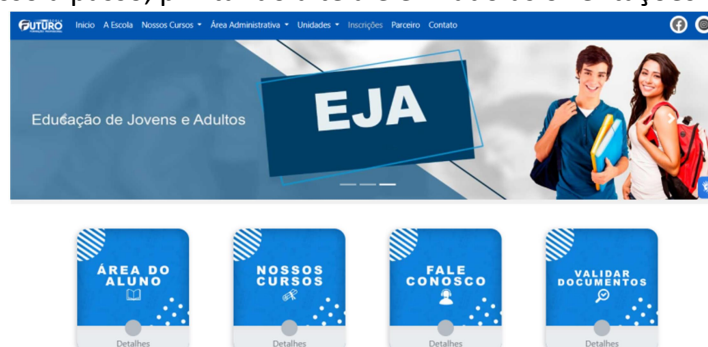 FUTURO Inicio A Escola Nossos Cursos Área Administrativa Unidades Inscrições Parceiro Contato
Educação de Jovens e Adultos
EJA
ÁREA DO
ALUNO
Detalhes
NOSSOS
CURSOS
Detalhes
FALE
CONOSCO
Detalhes
VALIDAR
DOCUMENTOS
Detalhes